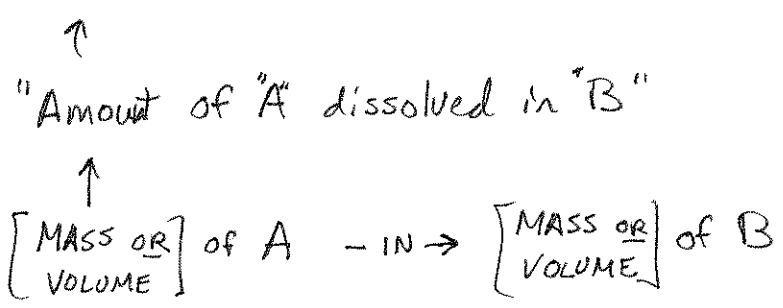 ↑
"Amount of "A" dissolved in "B"
↑
[MASS OR VOLUME] of A - IN → [MASS OR VOLUME] of B